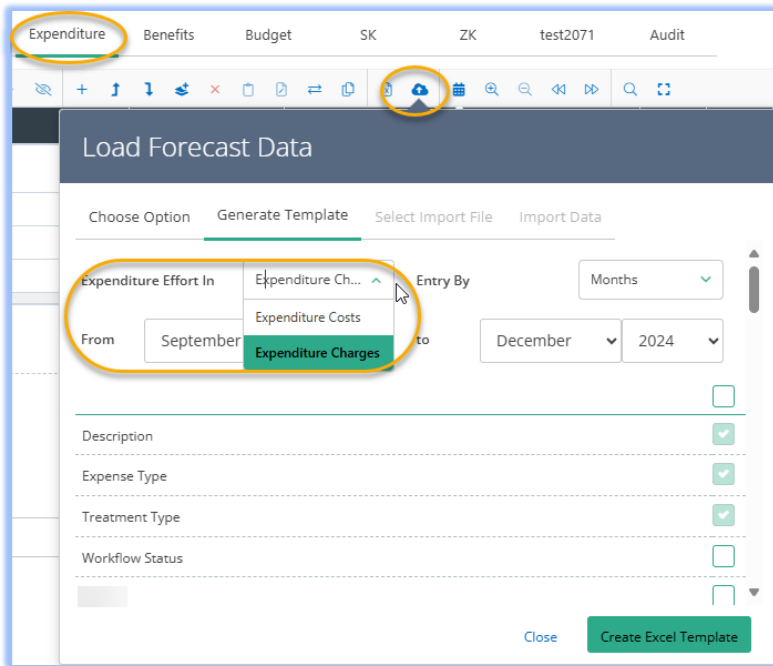 Expenditure Benefits Budget SK ZK test2071 Audit
Load Forecast Data
Choose Option Generate Template Select Import File Import Data
Expenditure Effort In Expenditure Ch... Entry By Months
Expenditure Costs
From September to December 2024
Expenditure Charges
Description
Expense Type
Treatment Type
Workflow Status
Close Create Excel Template